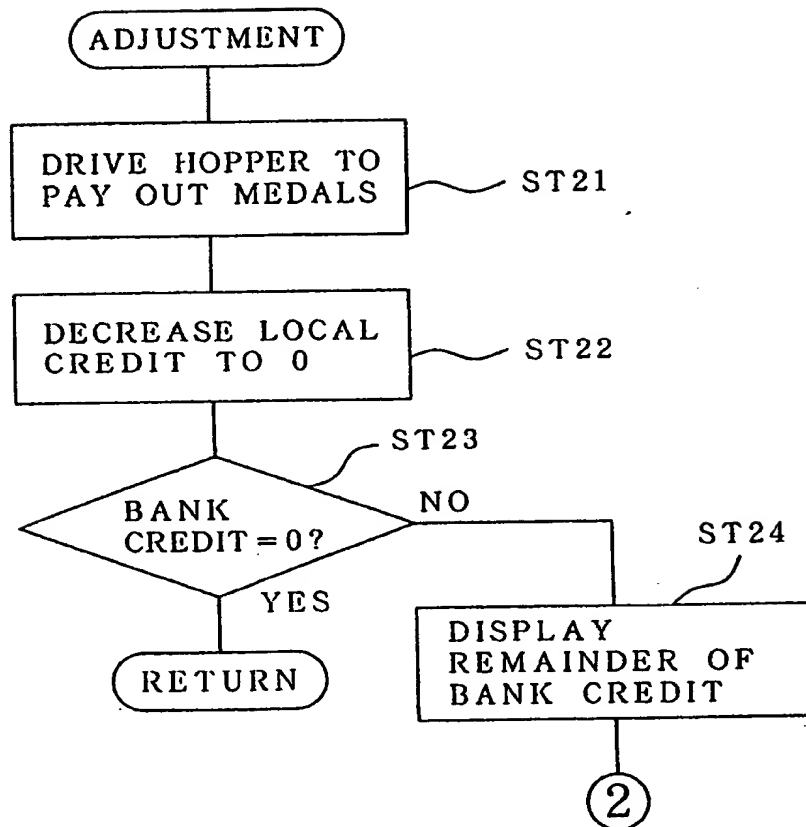 ADJUSTMENT
DRIVE HOPPER TO
PAY OUT MEDALS
ST21
DECREASE LOCAL
CREDIT TO 0
ST22
ST23
BANK
CREDIT=0?
NO
YES
ST24
RETURN
DISPLAY
REMAINDER OF
BANK CREDIT
2